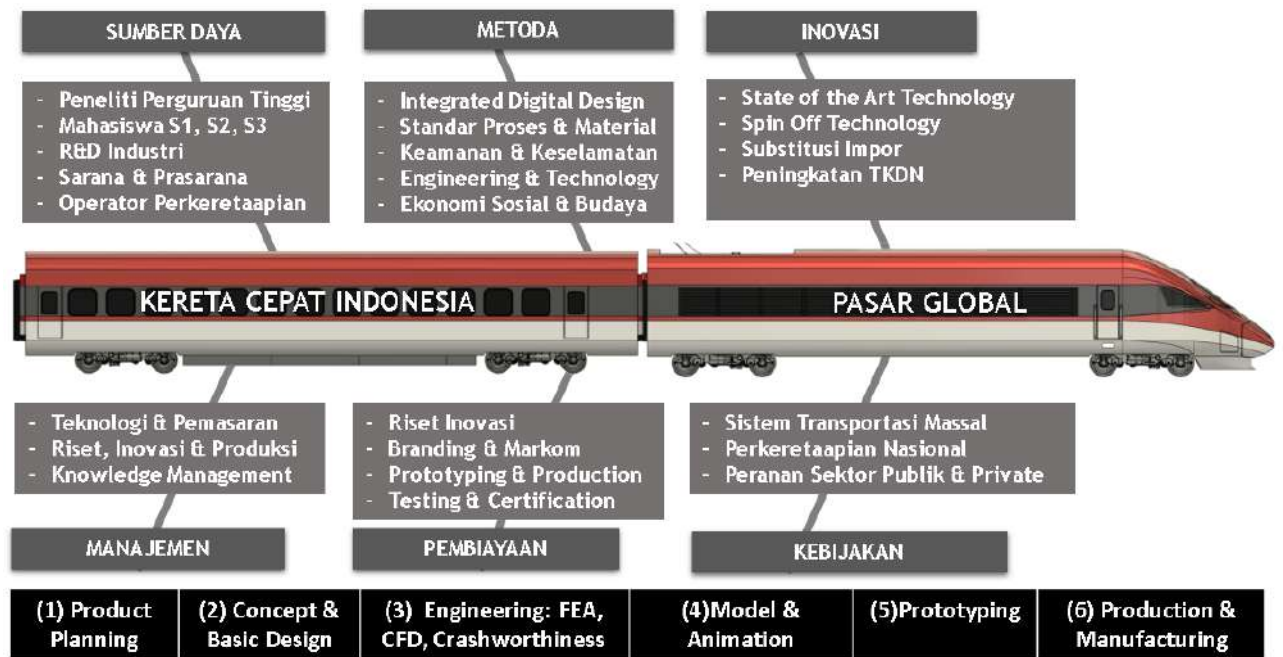 SUMBER DAYA
- Peneliti Perguruan Tinggi
- Mahasiswa S1, S2, S3
- R&D Industri
- Sarana & Prasarana
- Operator Perkeretaapian
METODA
- Integrated Digital Design
- Standar Proses & Material
- Keamanan & Keselamatan
- Engineering & Technology
- Ekonomi Sosial & Budaya
INOVASI
- State of the Art Technology
- Spin Off Technology
- Substitusi Impor
- Peningkatan TKDN
KERETA CEPAT INDONESIA
PASAR GLOBAL
- Teknologi & Pemasaran
- Riset, Inovasi & Produksi
- Knowledge Management
MANAJEMEN
- Riset Inovasi
- Branding & Markom
- Prototyping & Production
- Testing & Certification
PEMBIAYAAN
- Sistem Transportasi Massal
- Perkeretaapian Nasional
- Peranan Sektor Publik & Private
KEBIJAKAN
(1) Product
Planning
(2) Concept &
Basic Design
(3) Engineering: FEA,
CFD, Crashworthiness
(4)Model &
Animation
(5)Prototyping
(6) Production &
Manufacturing